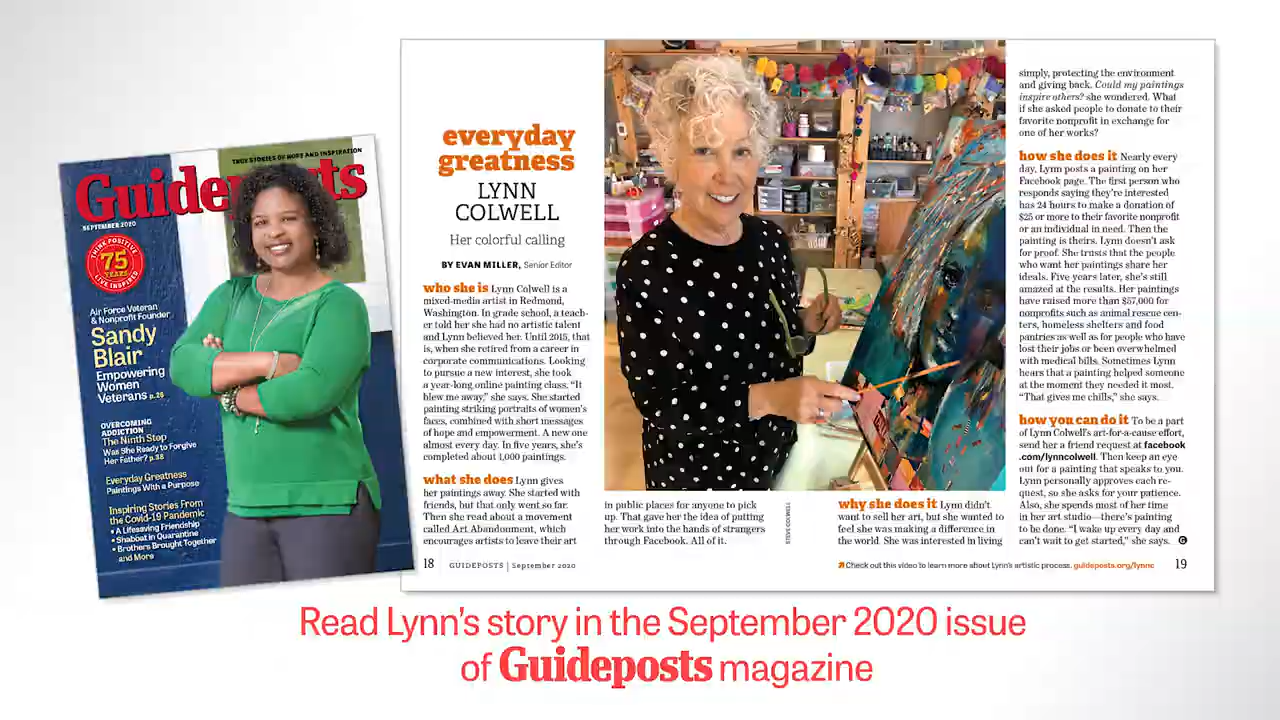 TRUE STORIES OF HOPE AND INSPIRATION
Guideposts
SEPTEMBER 2020
THINK POSITIVE
75
YEARS
LIVE INSPIRED
Air Force Veteran
& Nonprofit Founder
Sandy
Blair
Empowering
Women
Veterans p.26
OVERCOMING
ADDICTION
The Ninth Step
Was She Ready to Forgive
Her Father? p.38
Everyday Greatness
Paintings With a Purpose
Inspiring Stories From
the Covid-19 Pandemic
• A Lifesaving Friendship
• Shabbat in Quarantine
• Brothers Brought Together
and More
everyday
greatness
LYNN
COLWELL
Her colorful calling
BY EVAN MILLER, Senior Editor
who she is Lynn Colwell is a
mixed-media artist in Redmond,
Washington. In grade school, a teach-
er told her she had no artistic talent
and Lynn believed her. Until 2015, that
is, when she retired from a career in
corporate communications. Looking
to pursue a new interest, she took
a year-long online painting class. “It
blew me away,” she says. She started
painting striking portraits of women’s
faces, combined with short messages
of hope and empowerment. A new one
almost every day. In five years, she’s
completed about 1,000 paintings.
what she does Lynn gives
her paintings away. She started with
friends, but that only went so far.
Then she read about a movement
called Art Abandonment, which
encourages artists to leave their art
18 GUIDEPOSTS | September 2020
in public places for anyone to pick
up. That gave her the idea of putting
her work into the hands of strangers
through Facebook. All of it.
STEVE COLWELL
why she does it Lynn didn’t
want to sell her art, but she wanted to
feel she was making a difference in
the world. She was interested in living
simply, protecting the environment
and giving back. Could my paintings
inspire others? she wondered. What
if she asked people to donate to their
favorite nonprofit in exchange for
one of her works?
how she does it Nearly every
day, Lynn posts a painting on her
Facebook page. The first person who
responds saying they’re interested
has 24 hours to make a donation of
$25 or more to their favorite nonprofit
or an individual in need. Then the
painting is theirs. Lynn doesn’t ask
for proof. She trusts that the people
who want her paintings share her
ideals. Five years later, she’s still
amazed at the results. Her paintings
have raised more than $57,000 for
nonprofits such as animal rescue cen-
ters, homeless shelters and food
pantries as well as for people who have
lost their jobs or been overwhelmed
with medical bills. Sometimes Lynn
hears that a painting helped someone
at the moment they needed it most.
“That gives me chills,” she says.
how you can do it To be a part
of Lynn Colwell’s art-for-a-cause effort,
send her a friend request at facebook
.com/lynncolwell. Then keep an eye
out for a painting that speaks to you.
Lynn personally approves each re-
quest, so she asks for your patience.
Also, she spends most of her time
in her art studio—there’s painting
to be done. “I wake up every day and
can’t wait to get started,” she says. G
Check out this video to learn more about Lynn’s artistic process. guideposts.org/lynnc 19
Read Lynn’s story in the September 2020 issue
of Guideposts magazine